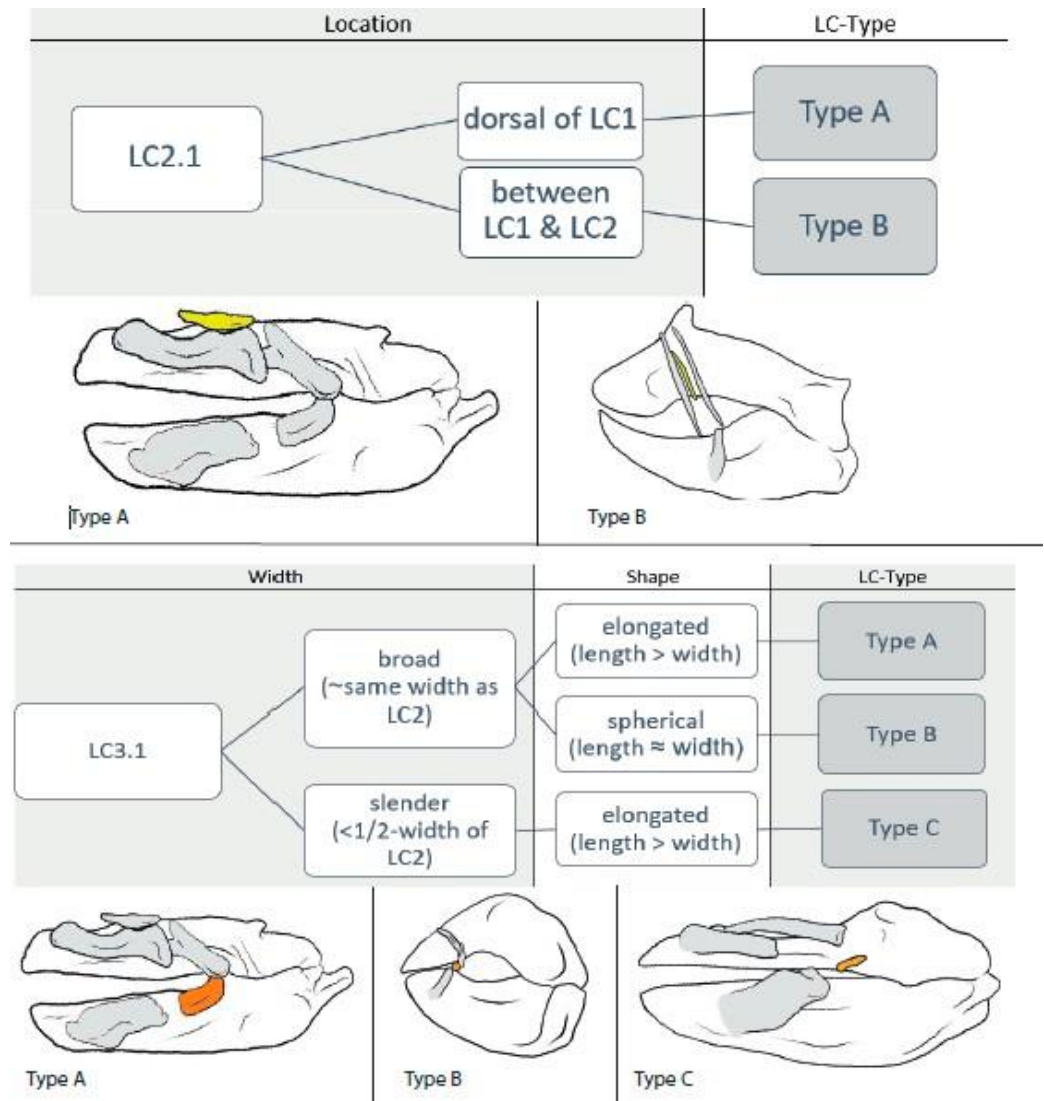 Location
LC-Type
LC2.1
dorsal of LC1
Type A
between
LC1 & LC2
Type B
Type A
Type B
Width
Shape
LC-Type
LC3.1
broad
(~same width as
LC2)
elongated
(length > width)
Type A
spherical
(length ≈ width)
Type B
slender
(<1/2-width of
LC2)
elongated
(length > width)
Type C
Type A
Type B
Type C